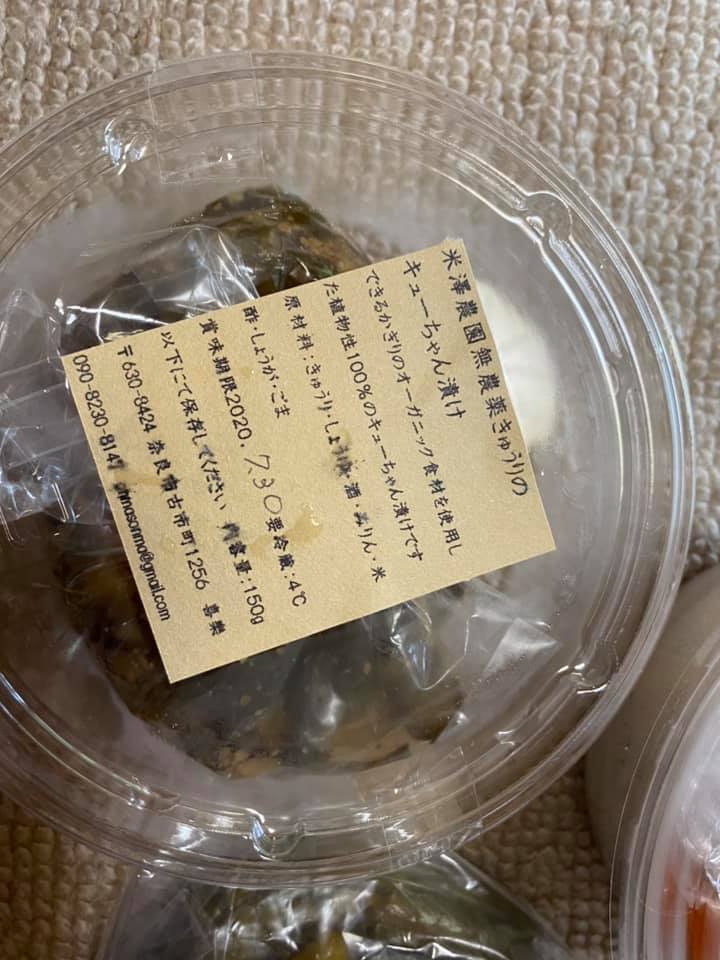 米澤農園無農薬きゅうりの
キューちゃん漬け
できるかぎりのオーガニック食材を使用し
た植物性100%のキューちゃん漬けです
原材料:きゅうり・しょうゆ・酒・みりん・米
酢・しょうが・ごま
賞味期限2020. 7.30 要冷蔵:4℃
以下にて保存してください 内容量:150g
〒630-8424 奈良市古市町1256 喜樂
090-8230-8147